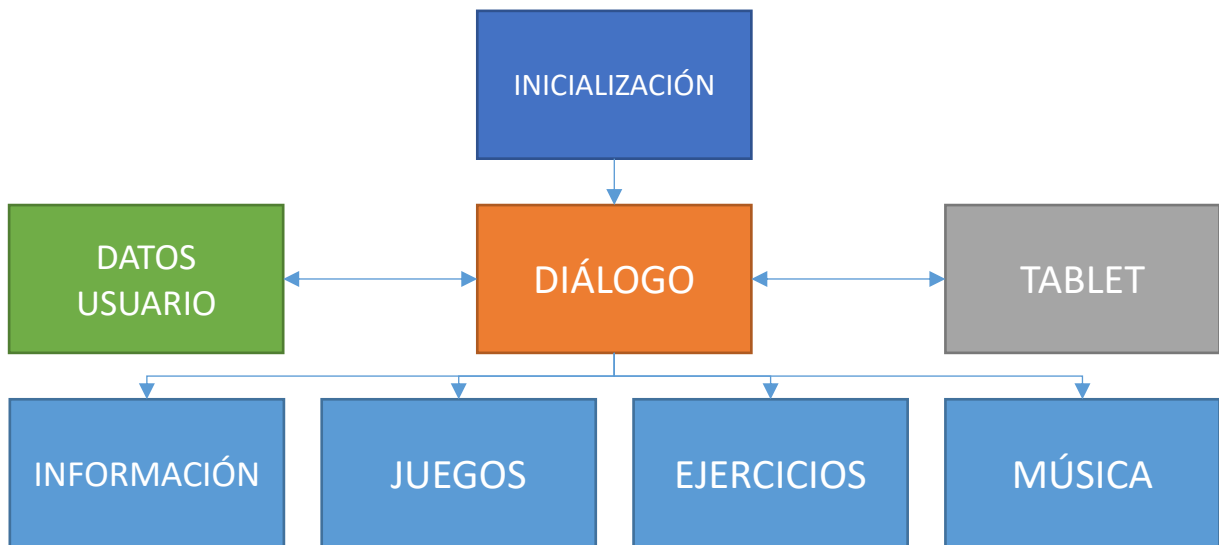 INICIALIZACIÓN
DATOS
USUARIO
DIÁLOGO
TABLET
INFORMACIÓN
JUEGOS
EJERCICIOS
MÚSICA